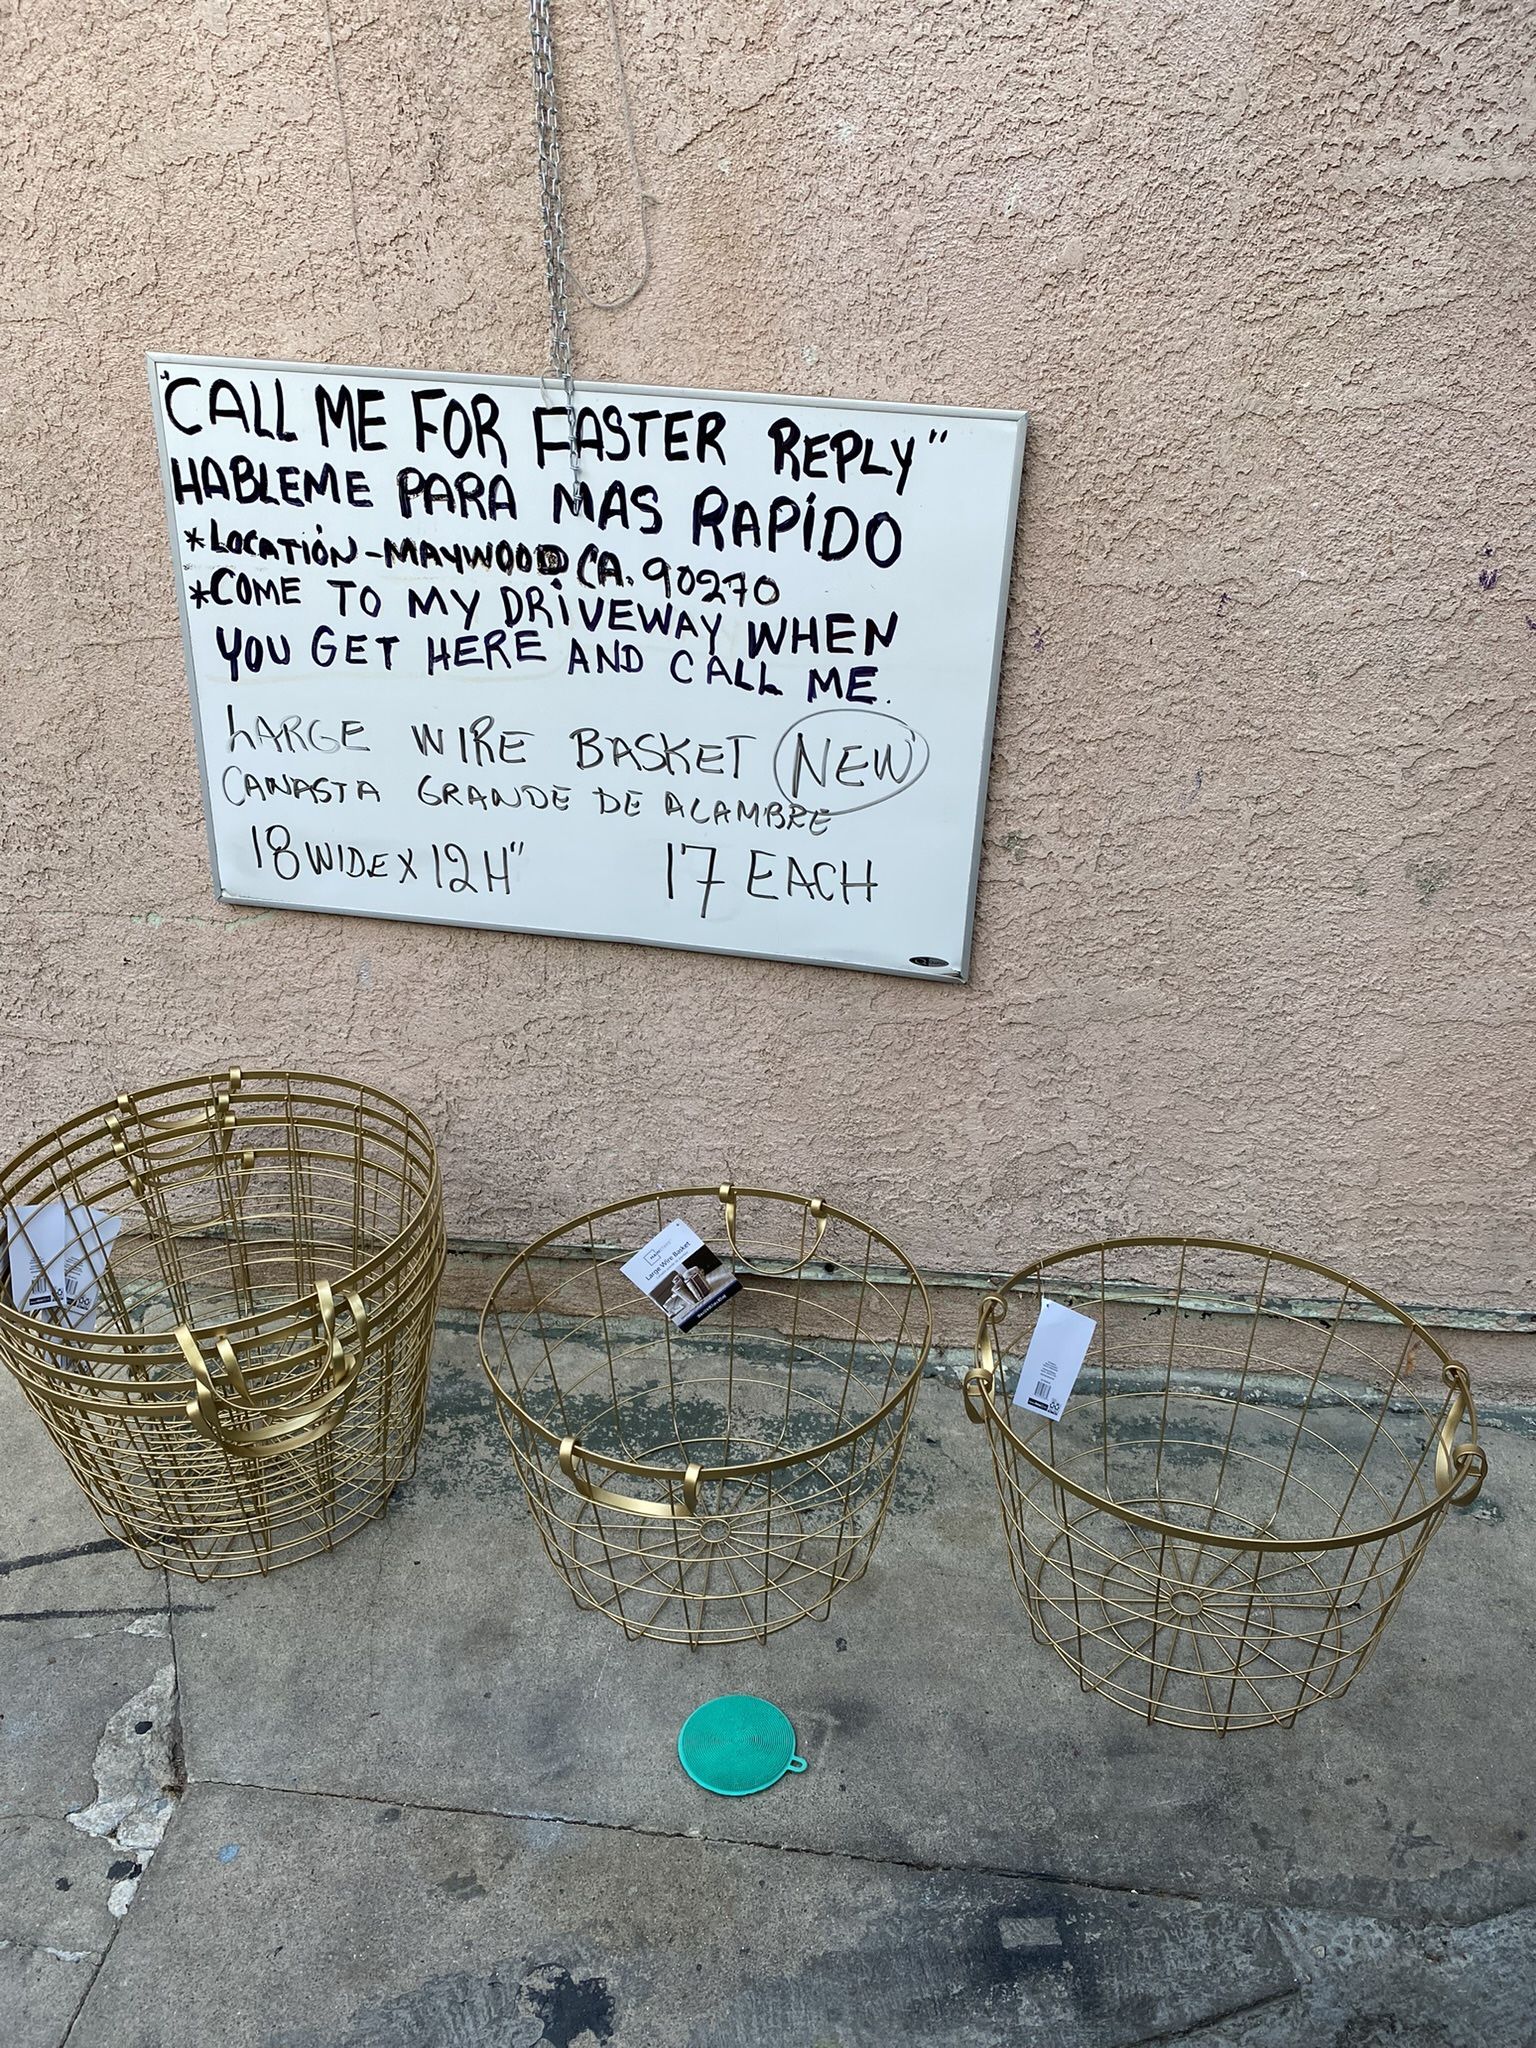 "CALL ME FOR FASTER REPLY"
HABLEME PARA MAS RAPIDO
*LOCATION-MAYWOOD CA. 90270
*COME TO MY DRIVEWAY WHEN
YOU GET HERE AND CALL ME.
LARGE WIRE BASKET NEW
CANASTA GRANDE DE ALAMBRE
18 WIDE X 12 H" 17 EACH
Large Wire Basket